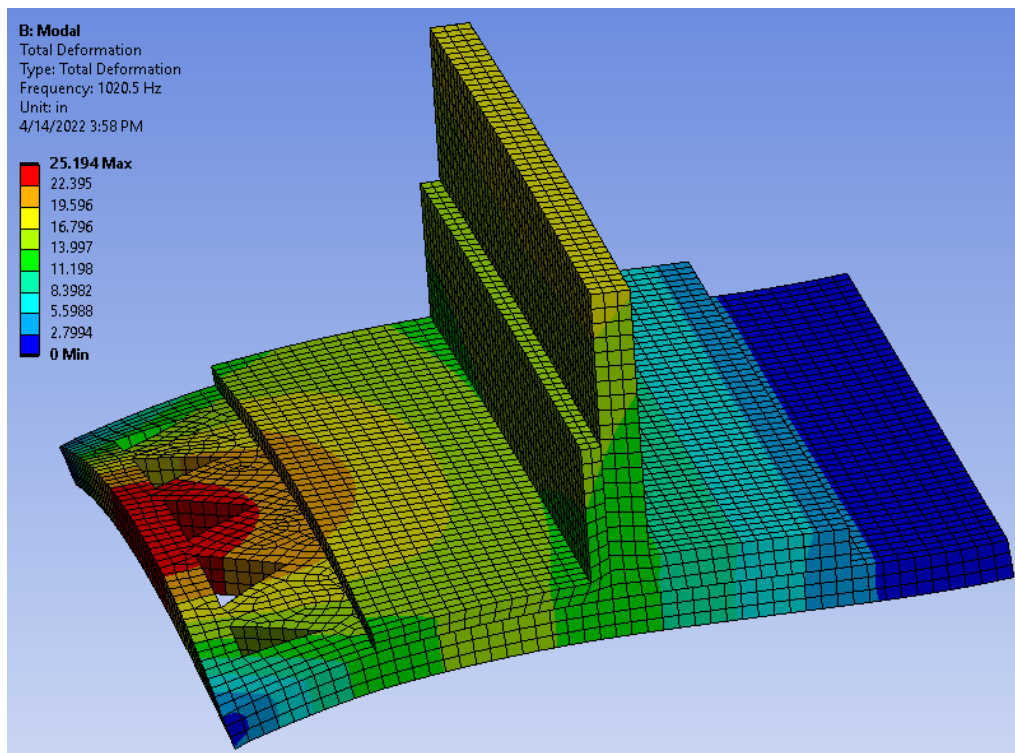 B: Modal
Total Deformation
Type: Total Deformation
Frequency: 1020.5 Hz
Unit: in
4/14/2022 3:58 PM
25.194 Max
22.395
19.596
16.796
13.997
11.198
8.3982
5.5988
2.7994
0 Min